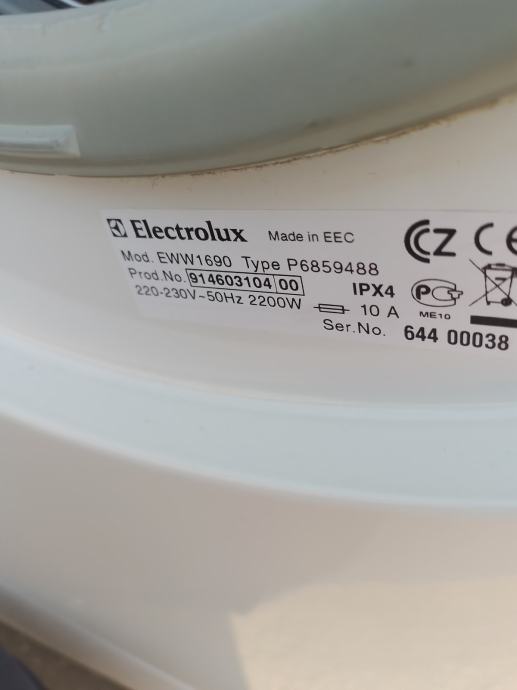 Electrolux Made in EEC
Mod. EWW1690 Type P6859488
Prod.No. 914603104 00
IPX4
220-230V~50Hz 2200W 10 A
ME10
Ser.No. 644 00038